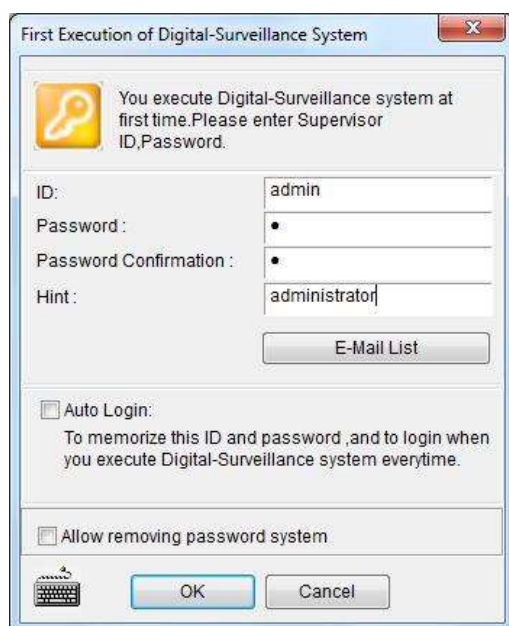 First Execution of Digital-Surveillance System
You execute Digital-Surveillance system at
first time.Please enter Supervisor
ID,Password.
ID:
admin
Password :
•
Password Confirmation :
•
Hint :
administrator
E-Mail List
Auto Login:
To memorize this ID and password ,and to login when
you execute Digital-Surveillance system everytime.
Allow removing password system
OK
Cancel